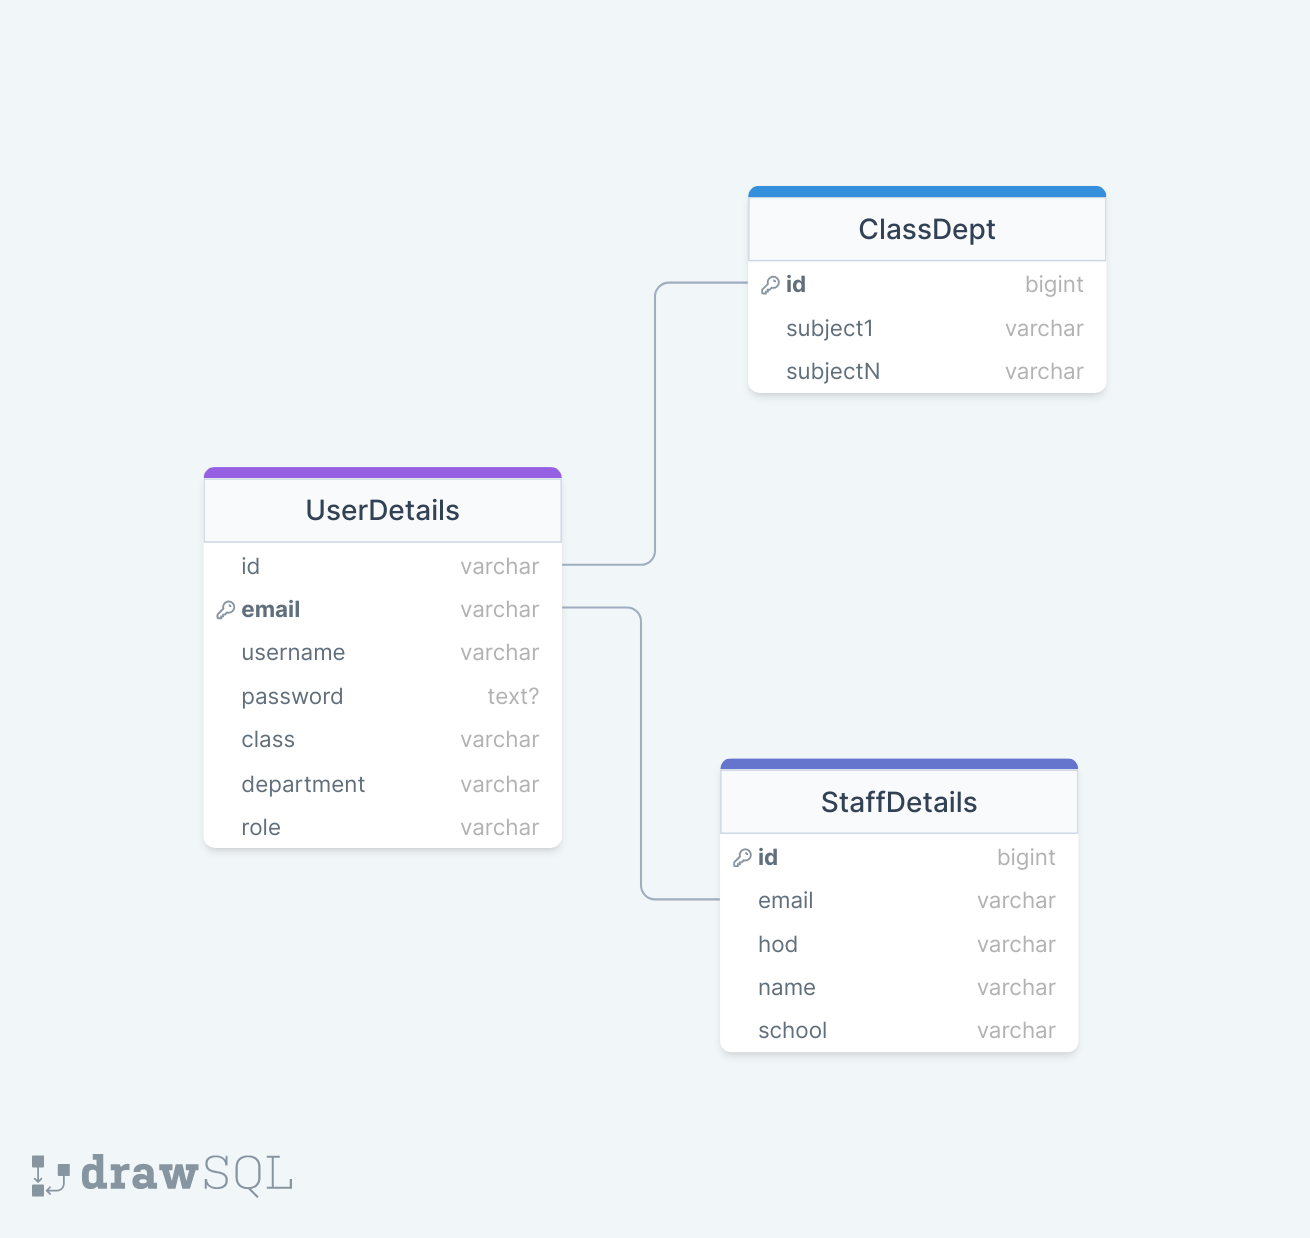 ClassDept
id bigint
subject1 varchar
subjectN varchar
UserDetails
id varchar
email varchar
username varchar
password text?
class varchar
department varchar
role varchar
StaffDetails
id bigint
email varchar
hod varchar
name varchar
school varchar
drawSQL